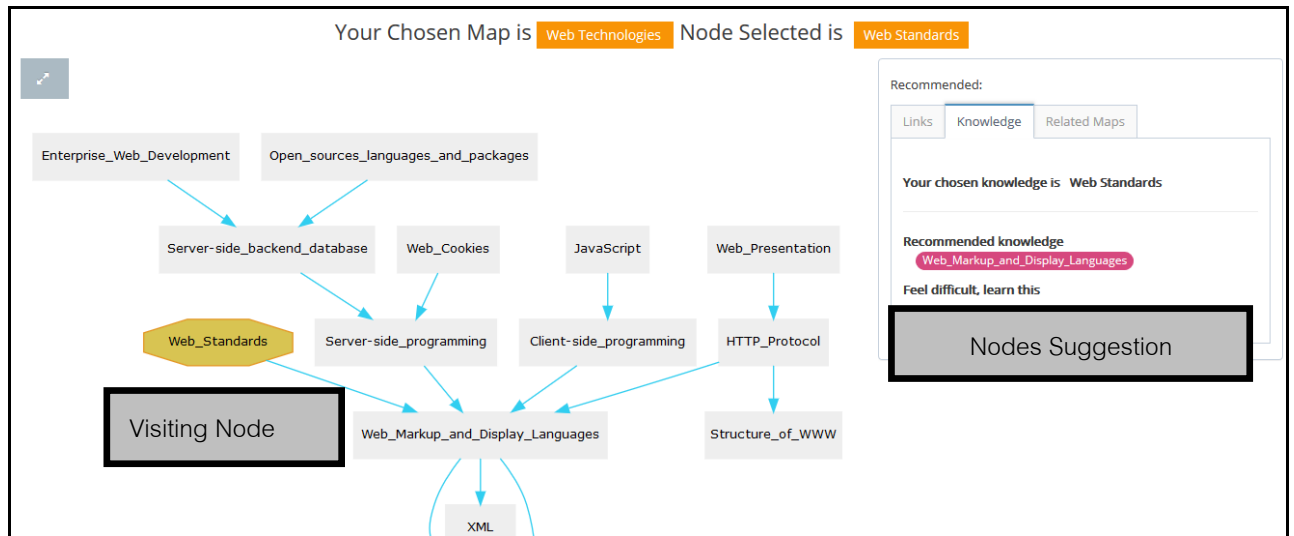 Your Chosen Map is Web Technologies Node Selected is Web Standards
Recommended:
Links Knowledge Related Maps
Your chosen knowledge is Web Standards
Recommended knowledge
Web_Markup_and_Display_Languages
Feel difficult, learn this
Nodes Suggestion
Enterprise_Web_Development Open_sources_languages_and_packages
Server-side_backend_database Web_Cookies JavaScript Web_Presentation
Web_Standards Server-side_programming Client-side_programming HTTP_Protocol
Visiting Node
Web_Markup_and_Display_Languages Structure_of_WWW
XML